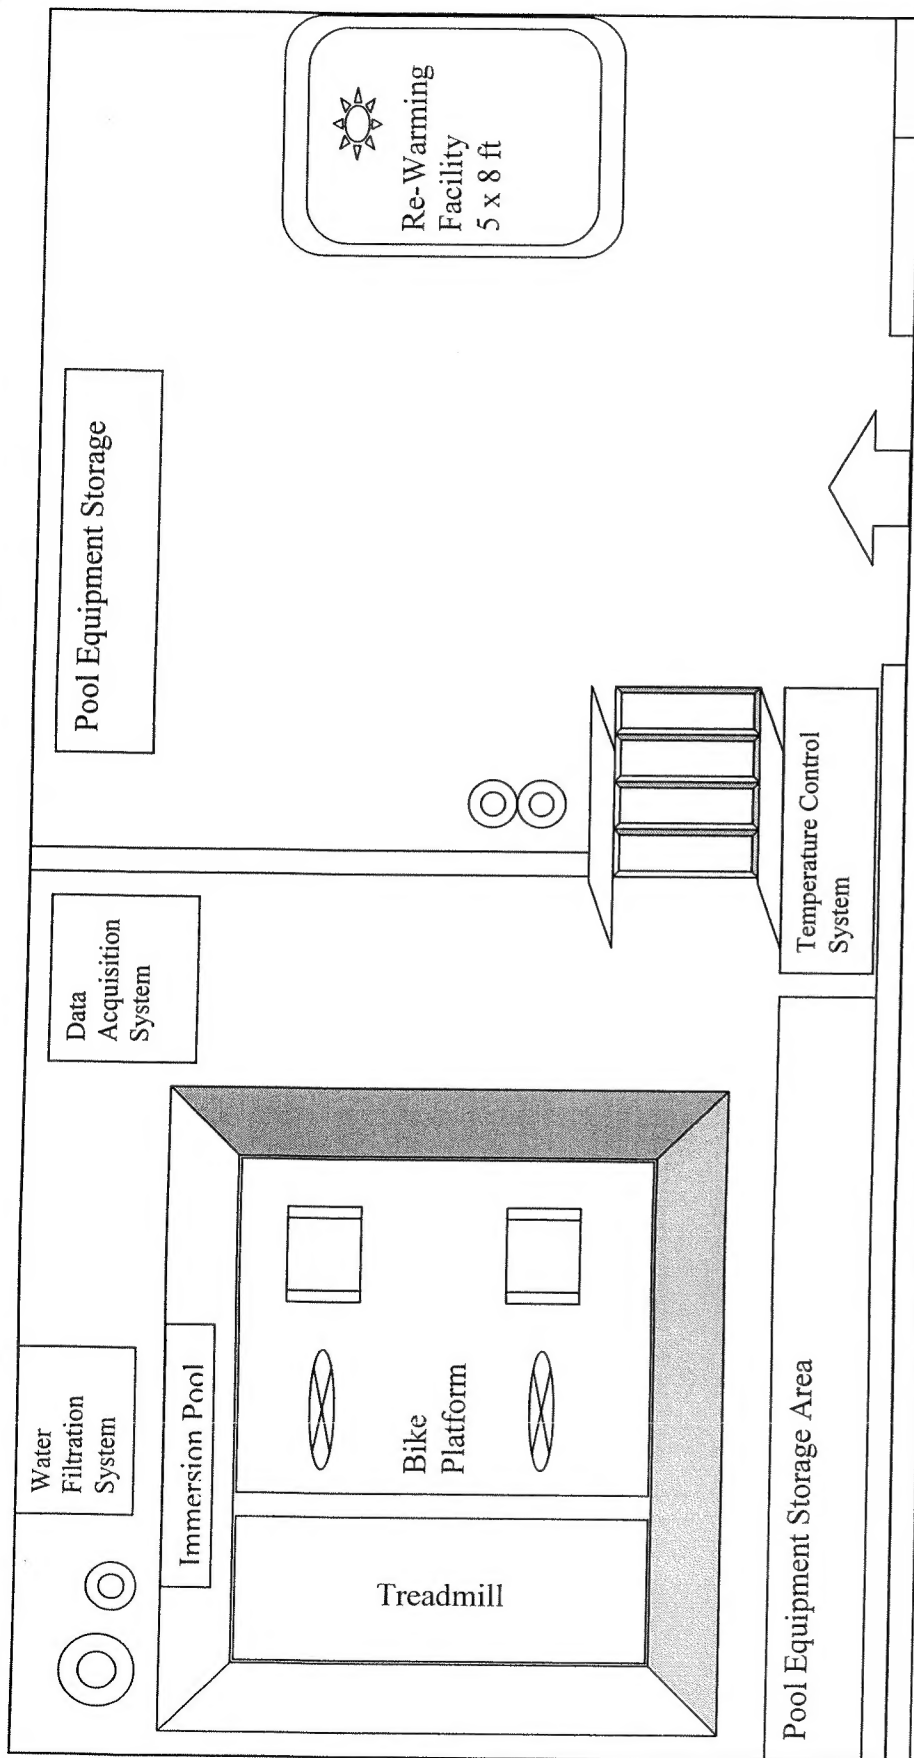 Water
Filtration
System
Data
Acquisition
System
Pool Equipment Storage
Re-Warming
Facility
5 x 8 ft
Immersion Pool
Treadmill
Bike
Platform
Temperature Control
System
Pool Equipment Storage Area